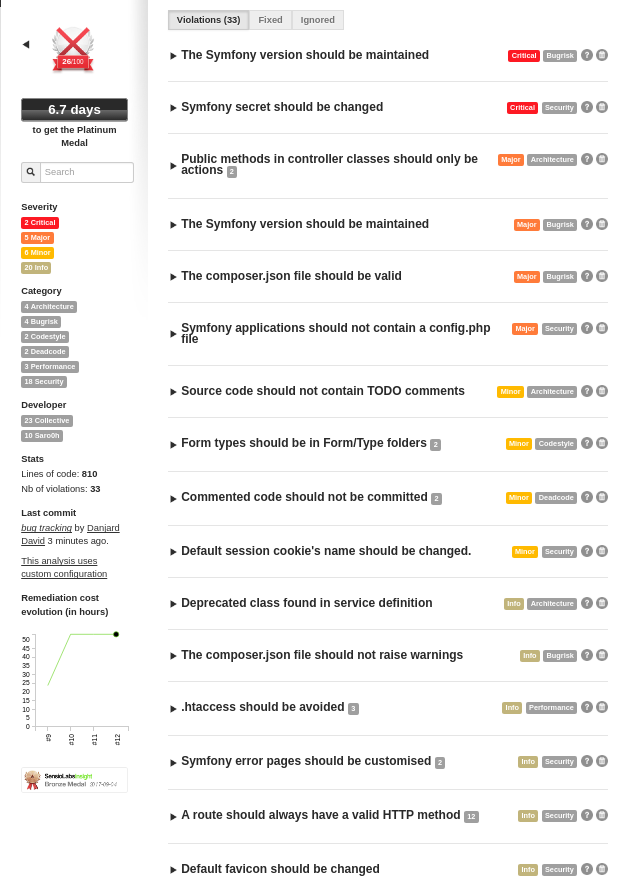 26/100
6.7 days
to get the Platinum
Medal
Search
Severity
2 Critical
5 Major
6 Minor
20 Info
Category
4 Architecture
4 Bugrisk
2 Codestyle
2 Deadcode
3 Performance
18 Security
Developer
23 Collective
10 Saro0h
Stats
Lines of code: 810
Nb of violations: 33
Last commit
bug tracking by Danjard
David 3 minutes ago.
This analysis uses
custom configuration
Remediation cost
evolution (in hours)
50
45
40
35
30
25
20
15
10
5
0
#9
#10
#11
#12
SensioLabsInsight
Bronze Medal
Violations (33) Fixed Ignored
The Symfony version should be maintained Critical Bugrisk ?
Symfony secret should be changed Critical Security ?
Public methods in controller classes should only be
actions 2 Major Architecture ?
The Symfony version should be maintained Major Bugrisk ?
The composer.json file should be valid Major Bugrisk ?
Symfony applications should not contain a config.php
file Major Security ?
Source code should not contain TODO comments Minor Architecture ?
Form types should be in Form/Type folders 2 Minor Codestyle ?
Commented code should not be committed 2 Minor Deadcode ?
Default session cookie's name should be changed. Minor Security ?
Deprecated class found in service definition Info Architecture ?
The composer.json file should not raise warnings Info Bugrisk ?
.htaccess should be avoided 3 Info Performance ?
Symfony error pages should be customised 2 Info Security ?
A route should always have a valid HTTP method 12 Info Security ?
Default favicon should be changed Info Security ?